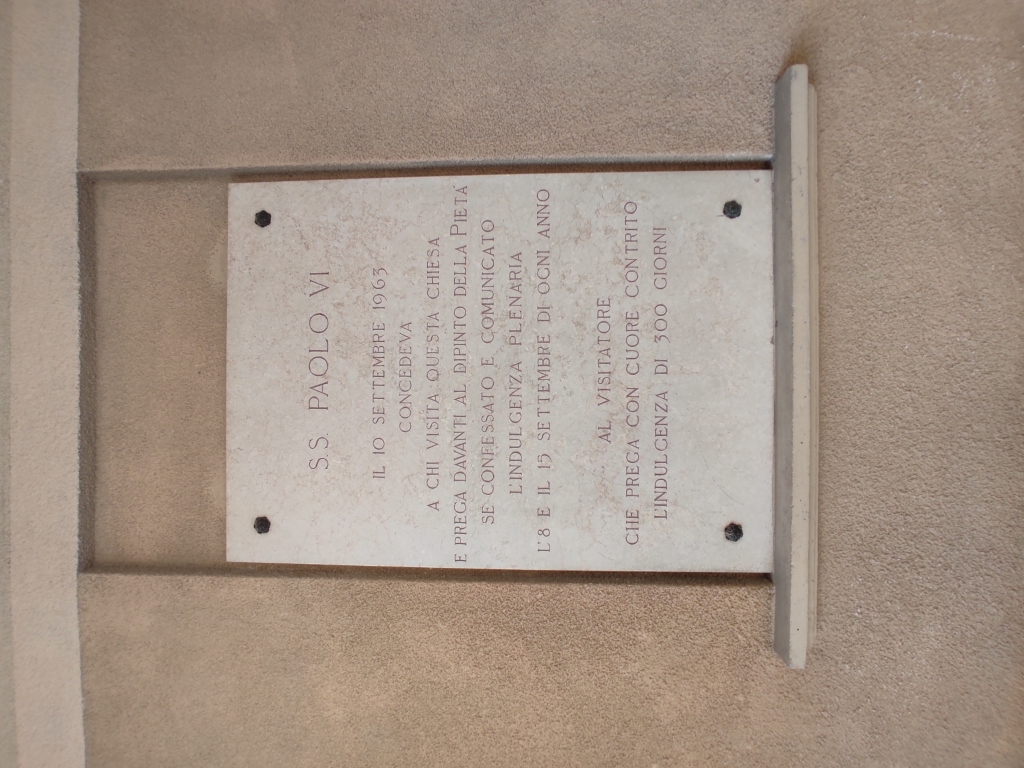 S.S. PAOLO VI
IL 10 SETTEMBRE 1963
CONCEDEVA
A CHI VISITA QUESTA CHIESA
E PREGA DAVANTI AL DIPINTO DELLA PIETÁ
SE CONFESSATO E COMUNICATO
L'INDULGENZA PLENARIA
L'8 E IL 15 SETTEMBRE DI OGNI ANNO
AL VISITATORE
CHE PREGA CON CUORE CONTRITO
L'INDULGENZA DI 300 GIORNI